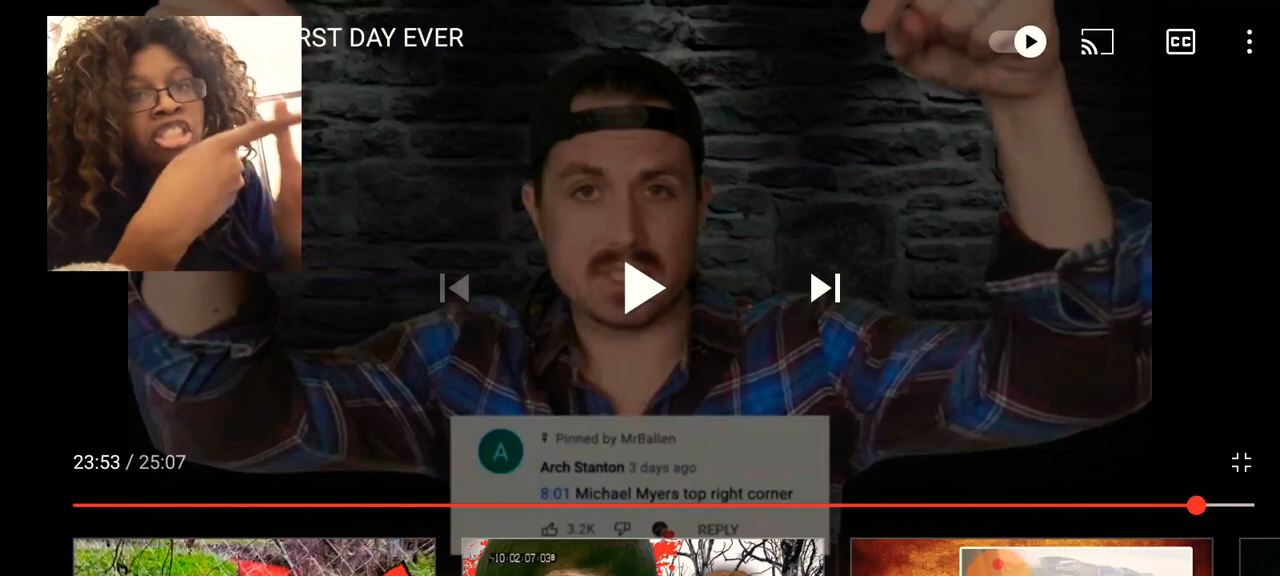 RST DAY EVER
CC
23:53 / 25:07
A
Pinned by MrBallen
Arch Stanton 3 days ago
8:01 Michael Myers top right corner
3.2K REPLY